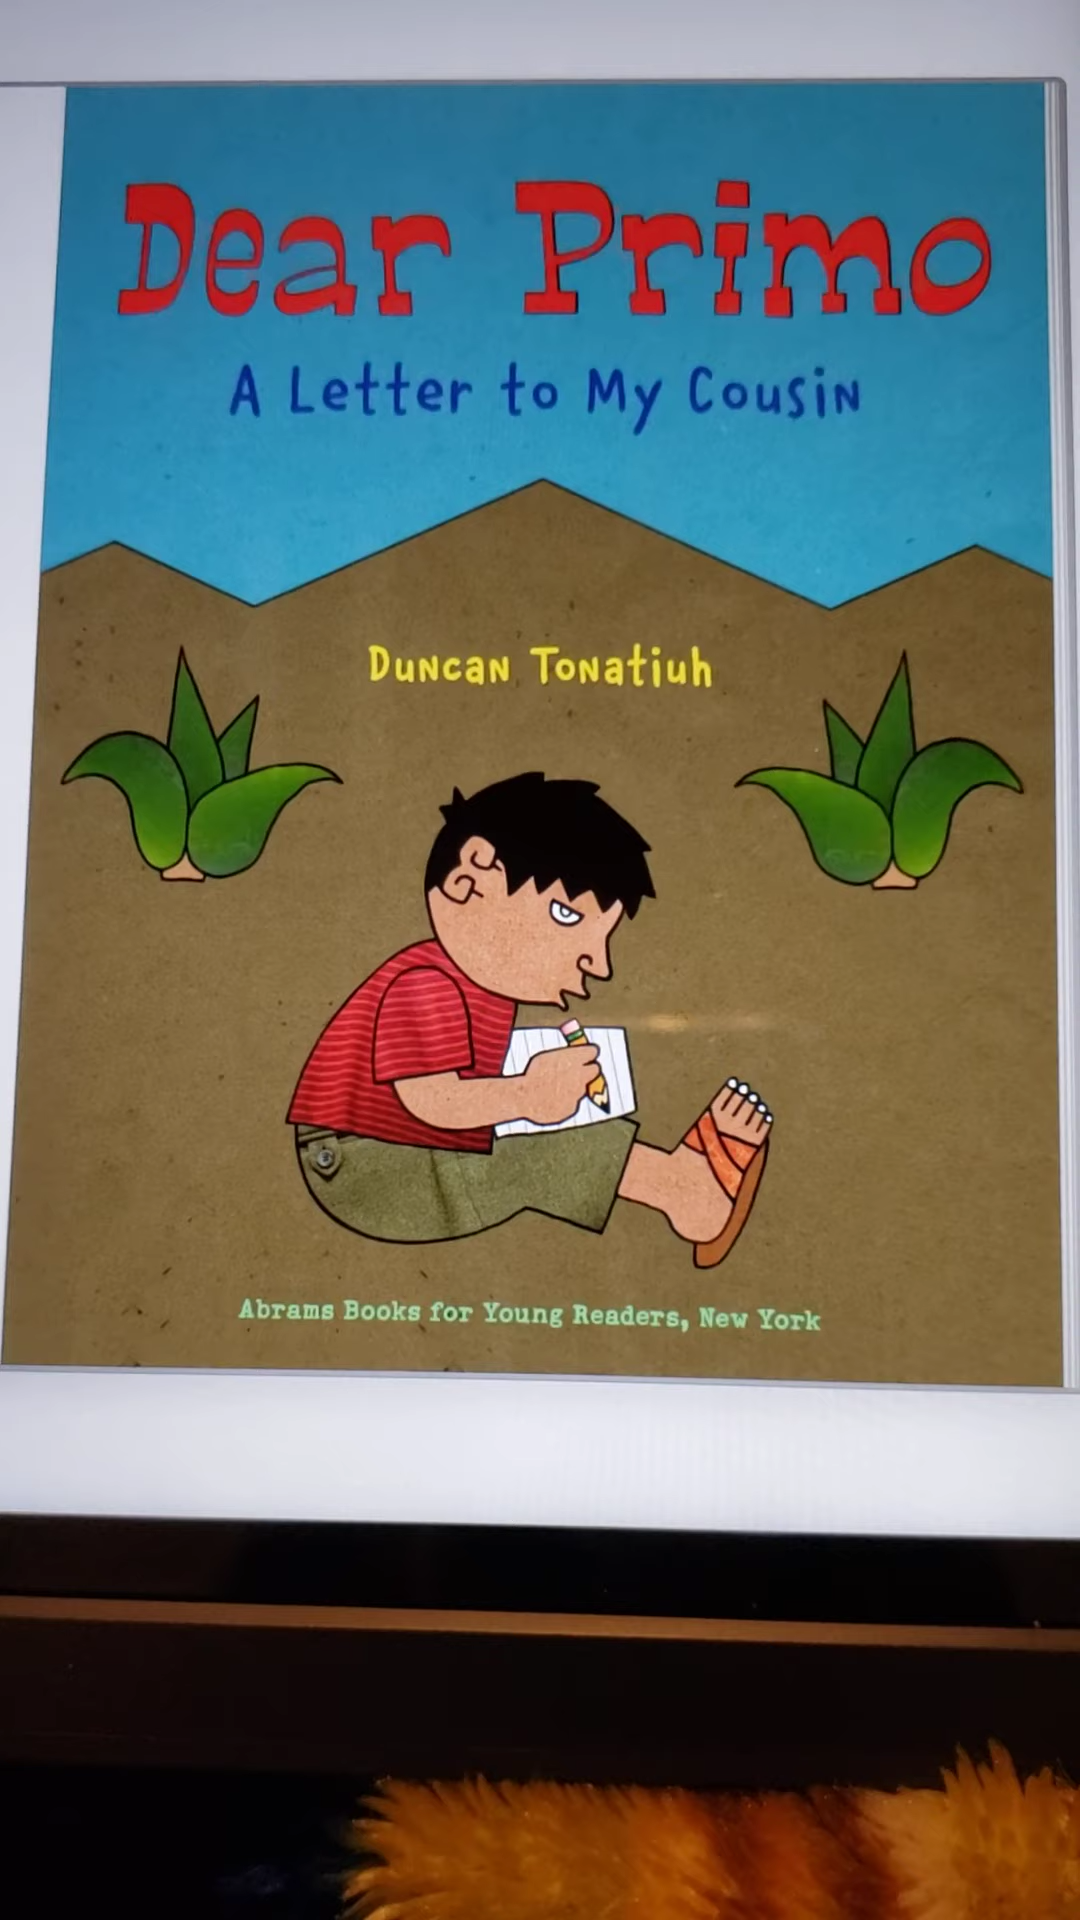 Dear Primo
A Letter to My Cousin
Duncan Tonatiuh
Abrams Books for Young Readers, New York